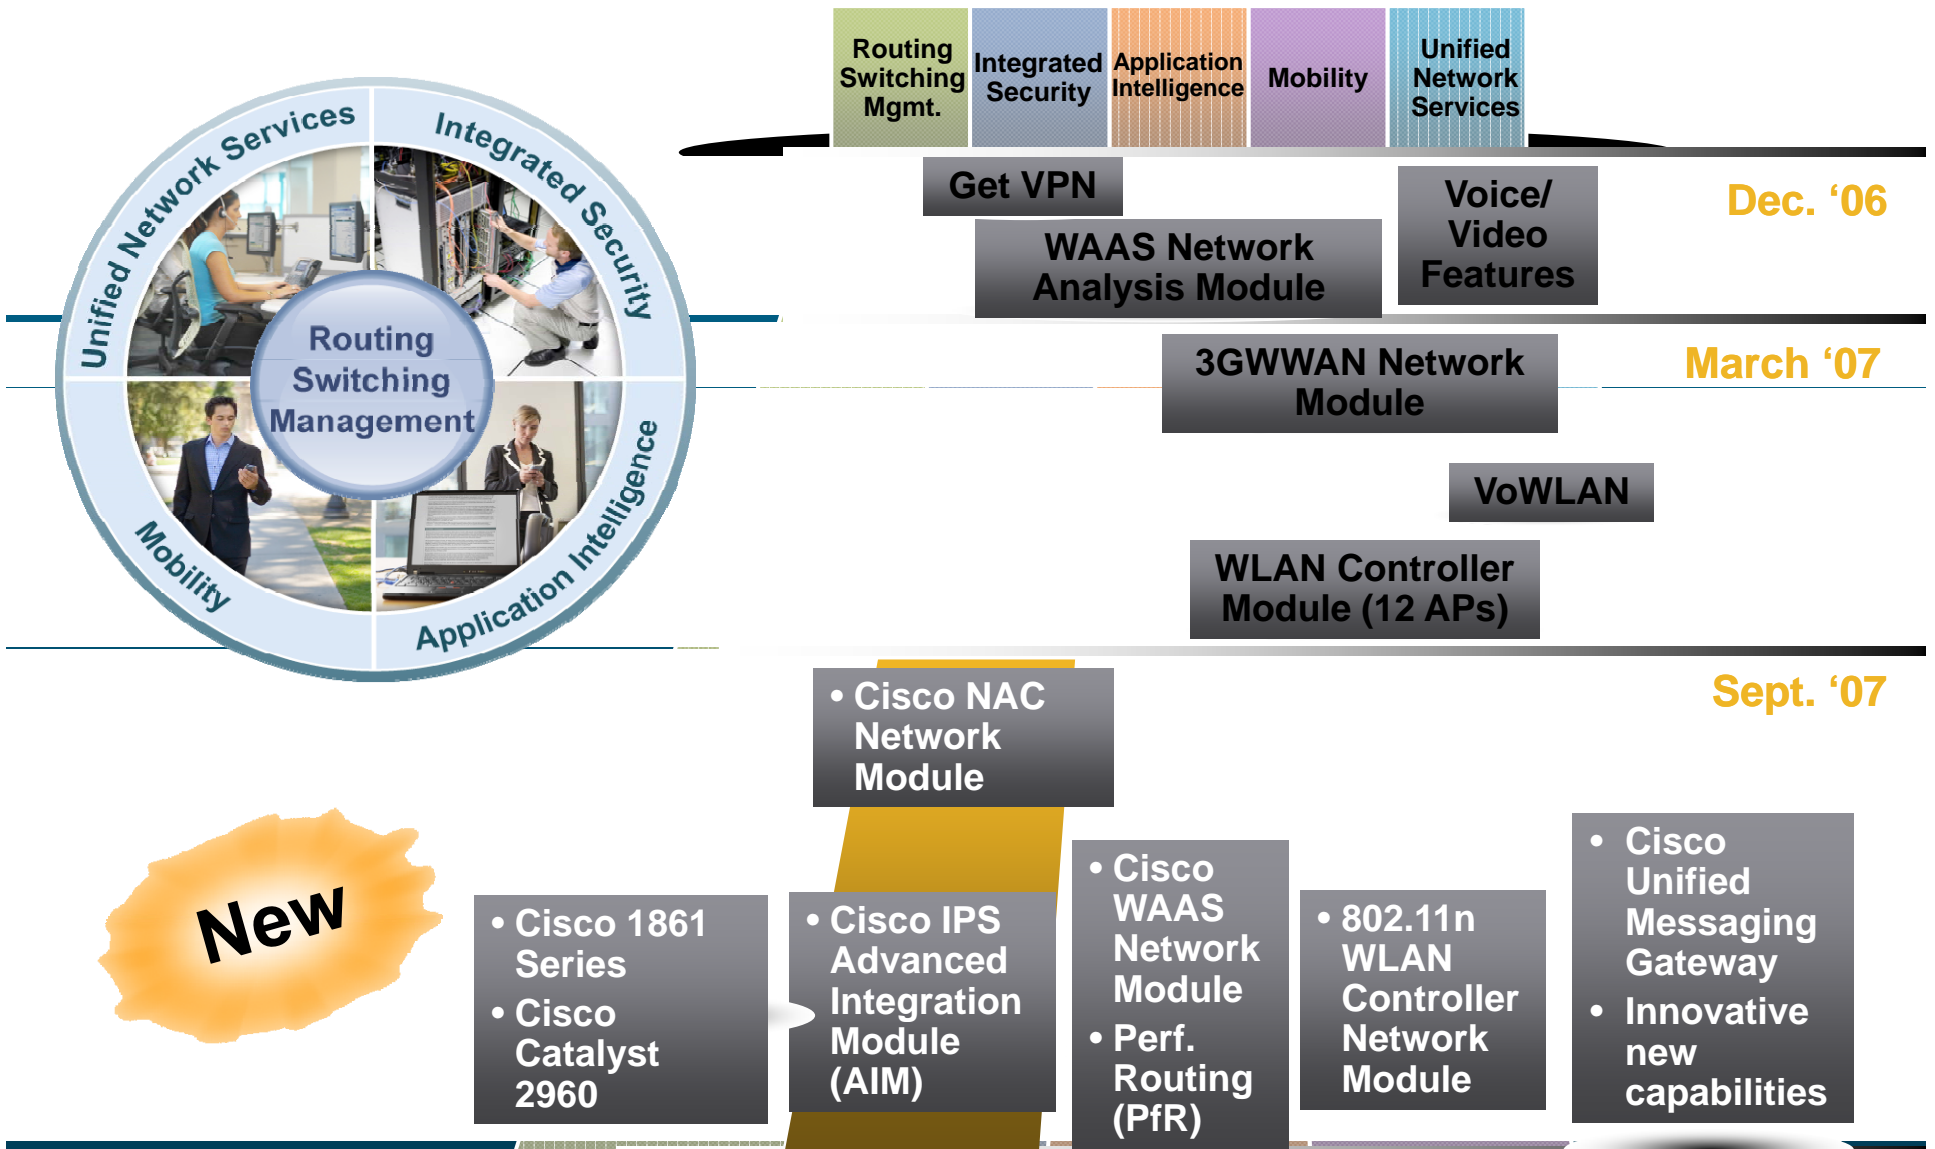 Routing
Switching
Mgmt.
Integrated
Security
Application
Intelligence
Mobility
Unified
Network
Services
Unified Network Services
Integrated Security
Mobility
Application Intelligence
Routing
Switching
Management
Dec. ‘06
Get VPN
WAAS Network
Analysis Module
Voice/
Video
Features
March ‘07
3GWWAN Network
Module
VoWLAN
WLAN Controller
Module (12 APs)
Sept. ‘07
New
• Cisco NAC
Network
Module
• Cisco 1861
Series
• Cisco
Catalyst
2960
• Cisco IPS
Advanced
Integration
Module
(AIM)
• Cisco
WAAS
Network
Module
• Perf.
Routing
(PfR)
• 802.11n
WLAN
Controller
Network
Module
• Cisco
Unified
Messaging
Gateway
• Innovative
new
capabilities